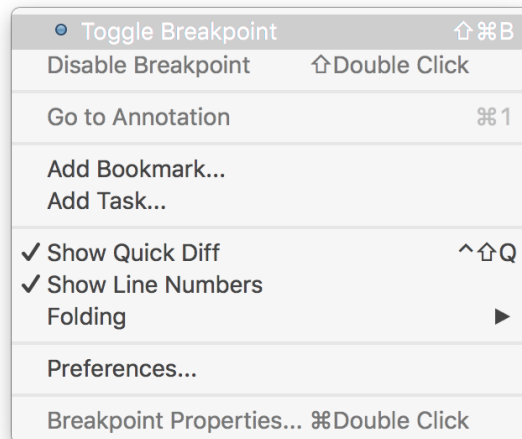 Toggle Breakpoint ⇧⌘B
Disable Breakpoint ⇧Double Click
Go to Annotation ⌘1
Add Bookmark...
Add Task...
✓ Show Quick Diff ^⇧Q
✓ Show Line Numbers
Folding ▶
Preferences...
Breakpoint Properties... ⌘Double Click